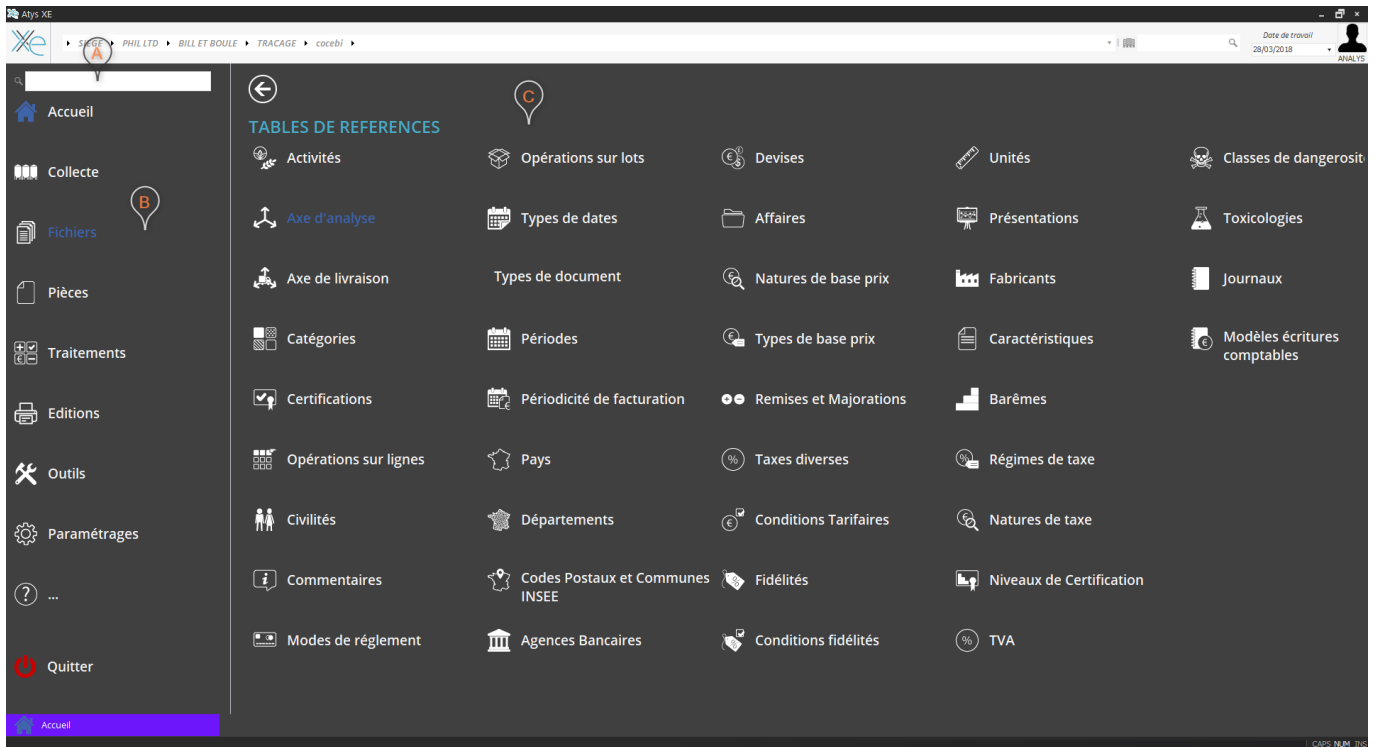 Atys XE
Xe SIEGE PHIL LTD BILL ET BOULE TRACAGE cocebi
Date de travail
28/03/2018
ANALYS
A
Accueil
Collecte
B
Fichiers
Pièces
Traitements
Editions
Outils
Paramétrages
...
Quitter
Accueil
C
TABLES DE REFERENCES
Activités
Opérations sur lots
Devises
Unités
Classes de dangerosit
Axe d'analyse
Types de dates
Affaires
Présentations
Toxicologies
Axe de livraison
Types de document
Natures de base prix
Fabricants
Journaux
Catégories
Périodes
Types de base prix
Caractéristiques
Modèles écritures
comptables
Certifications
Périodicité de facturation
Remises et Majorations
Barêmes
Opérations sur lignes
Pays
Taxes diverses
Régimes de taxe
Civilités
Départements
Conditions Tarifaires
Natures de taxe
Commentaires
Codes Postaux et Communes
INSEE
Fidélités
Niveaux de Certification
Modes de réglement
Agences Bancaires
Conditions fidélités
TVA
CAPS NUM INS